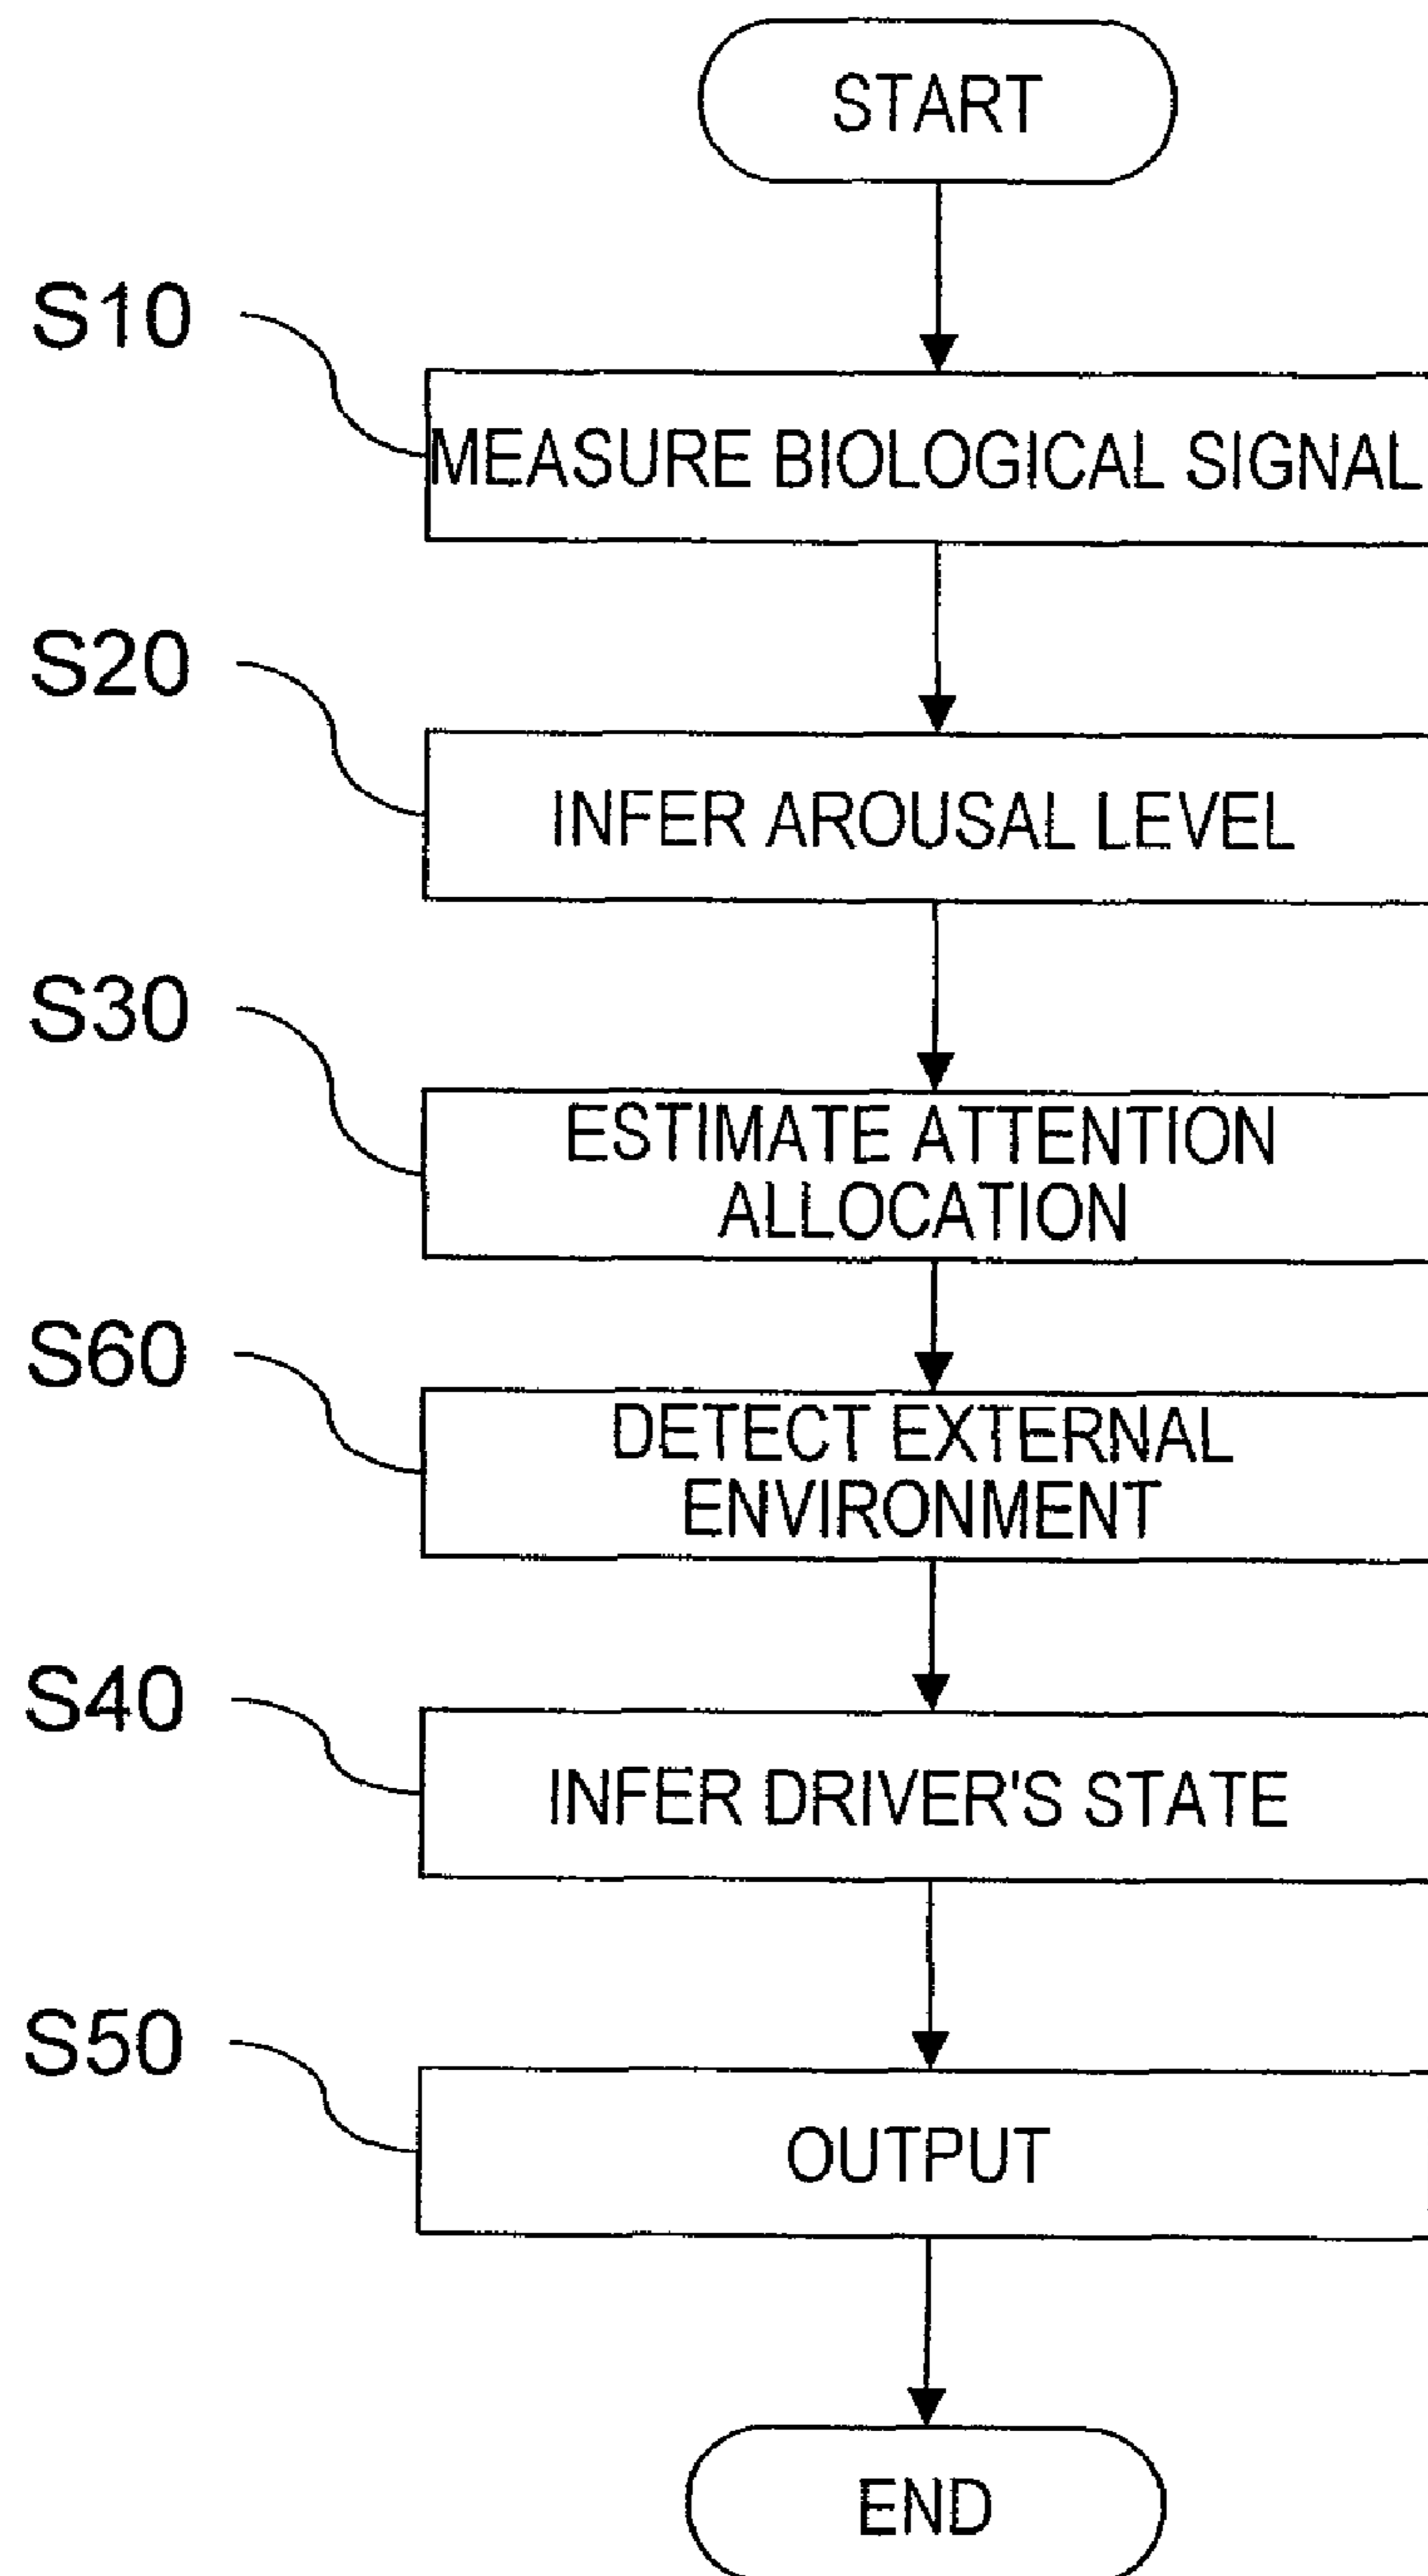 START
S10
MEASURE BIOLOGICAL SIGNAL
S20
INFER AROUSAL LEVEL
S30
ESTIMATE ATTENTION
ALLOCATION
S60
DETECT EXTERNAL
ENVIRONMENT
S40
INFER DRIVER'S STATE
S50
OUTPUT
END